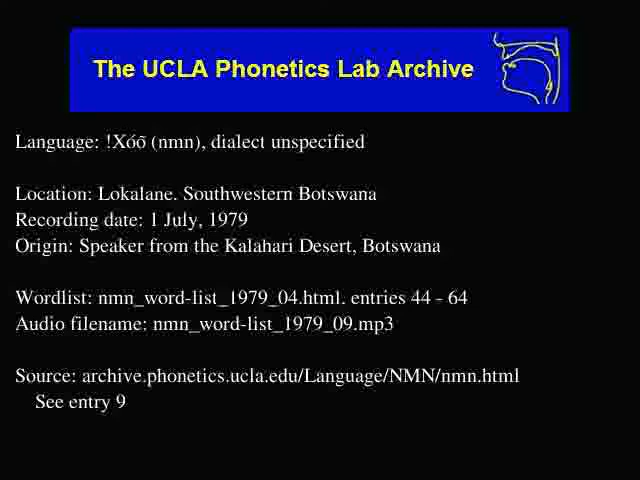 The UCLA Phonetics Lab Archive
Language: !Xóõ (nmn), dialect unspecified
Location: Lokalane. Southwestern Botswana
Recording date: 1 July, 1979
Origin: Speaker from the Kalahari Desert, Botswana
Wordlist: nmn_word-list_1979_04.html. entries 44 - 64
Audio filename: nmn_word-list_1979_09.mp3
Source: archive.phonetics.ucla.edu/Language/NMN/nmn.html
See entry 9